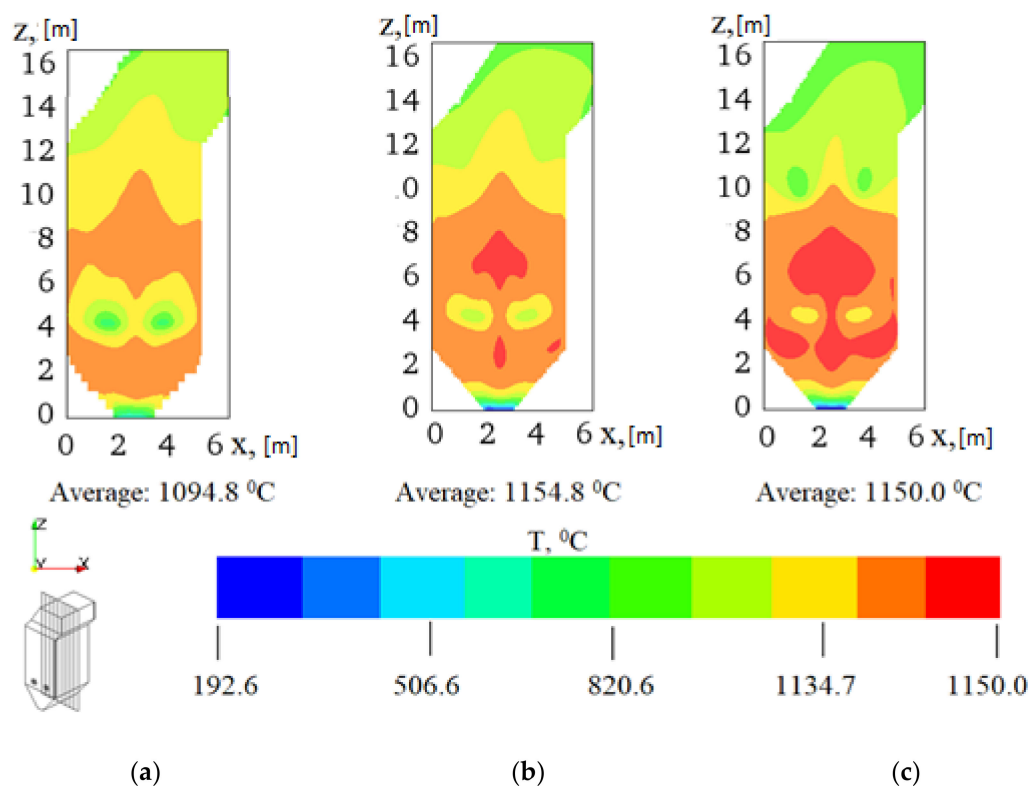 z,[m]
16
14
12
10
8
6
4
2
0
0 2 4 6 x, [m]
Average: 1094.8 ⁰C
z,[m]
16
14
12
0
8
6
4
2
0
0 2 4 6 x,[m]
Average: 1154.8 ⁰C
z,[m]
16
14
12
10
8
6
4
2
0
0 2 4 6 x,[m]
Average: 1150.0 ⁰C
Z
Y X
T, ⁰C
192.6 506.6 820.6 1134.7 1150.0
(a) (b) (c)